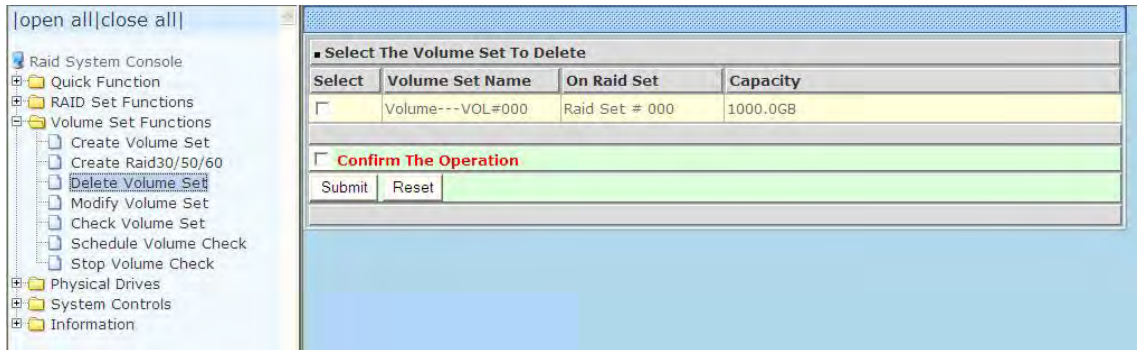 |open all|close all|
Raid System Console
Quick Function
RAID Set Functions
Volume Set Functions
Create Volume Set
Create Raid30/50/60
Delete Volume Set
Modify Volume Set
Check Volume Set
Schedule Volume Check
Stop Volume Check
Physical Drives
System Controls
Information
Select The Volume Set To Delete
Select Volume Set Name On Raid Set Capacity
Volume---VOL#000 Raid Set # 000 1000.0GB
Confirm The Operation
Submit Reset